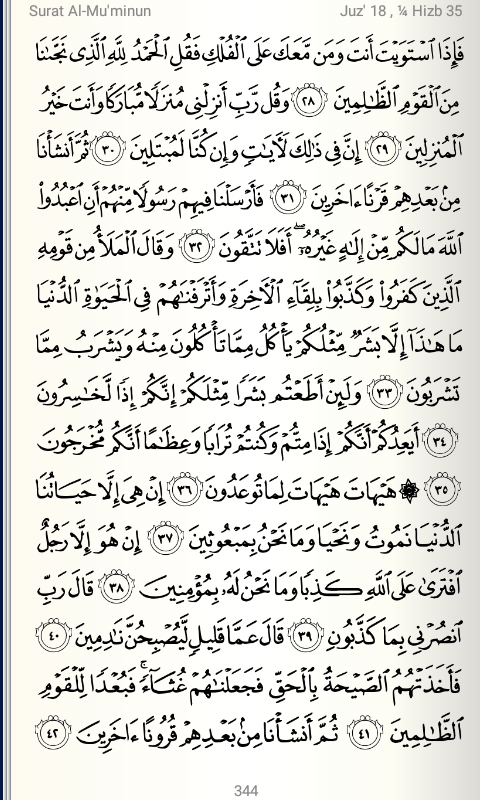 Surat Al-Mu'minun Juz' 18 , ¼ Hizb 35
فَإِذَا ٱسْتَوَيْتَ أَنتَ وَمَن مَّعَكَ عَلَى ٱلْفُلْكِ فَقُلِ ٱلْحَمْدُ لِلَّهِ ٱلَّذِى نَجَّىٰنَا
مِنَ ٱلْقَوْمِ ٱلظَّـٰلِمِينَ ٢٨ وَقُل رَّبِّ أَنزِلْنِى مُنزَلًا مُّبَارَكًا وَأَنتَ خَيْرُ
ٱلْمُنزِلِينَ ٢٩ إِنَّ فِى ذَٰلِكَ لَـَٔايَـٰتٍ وَإِن كُنَّا لَمُبْتَلِينَ ٣٠ ثُمَّ أَنشَأْنَا
مِنۢ بَعْدِهِمْ قَرْنًا ءَاخَرِينَ ٣١ فَأَرْسَلْنَا فِيهِمْ رَسُولًا مِّنْهُمْ أَنِ ٱعْبُدُوا۟
ٱللَّهَ مَا لَكُم مِّنْ إِلَـٰهٍ غَيْرُهُۥٓ ۖ أَفَلَا تَتَّقُونَ ٣٢ وَقَالَ ٱلْمَلَأُ مِن قَوْمِهِ
ٱلَّذِينَ كَفَرُوا۟ وَكَذَّبُوا۟ بِلِقَآءِ ٱلْـَٔاخِرَةِ وَأَتْرَفْنَـٰهُمْ فِى ٱلْحَيَوٰةِ ٱلدُّنْيَا
مَا هَـٰذَآ إِلَّا بَشَرٌ مِّثْلُكُمْ يَأْكُلُ مِمَّا تَأْكُلُونَ مِنْهُ وَيَشْرَبُ مِمَّا
تَشْرَبُونَ ٣٣ وَلَئِنْ أَطَعْتُم بَشَرًا مِّثْلَكُمْ إِنَّكُمْ إِذًا لَّخَـٰسِرُونَ
٣٤ أَيَعِدُكُمْ أَنَّكُمْ إِذَا مِتُّمْ وَكُنتُمْ تُرَابًا وَعِظَـٰمًا أَنَّكُم مُّخْرَجُونَ
٣٥ ۞ هَيْهَاتَ هَيْهَاتَ لِمَا تُوعَدُونَ ٣٦ إِنْ هِىَ إِلَّا حَيَاتُنَا
ٱلدُّنْيَا نَمُوتُ وَنَحْيَا وَمَا نَحْنُ بِمَبْعُوثِينَ ٣٧ إِنْ هُوَ إِلَّا رَجُلٌ
ٱفْتَرَىٰ عَلَى ٱللَّهِ كَذِبًا وَمَا نَحْنُ لَهُۥ بِمُؤْمِنِينَ ٣٨ قَالَ رَبِّ
ٱنصُرْنِى بِمَا كَذَّبُونِ ٣٩ قَالَ عَمَّا قَلِيلٍ لَّيُصْبِحُنَّ نَـٰدِمِينَ ٤٠
فَأَخَذَتْهُمُ ٱلصَّيْحَةُ بِٱلْحَقِّ فَجَعَلْنَـٰهُمْ غُثَآءً ۚ فَبُعْدًا لِّلْقَوْمِ
ٱلظَّـٰلِمِينَ ٤١ ثُمَّ أَنشَأْنَا مِنۢ بَعْدِهِمْ قُرُونًا ءَاخَرِينَ ٤٢
344